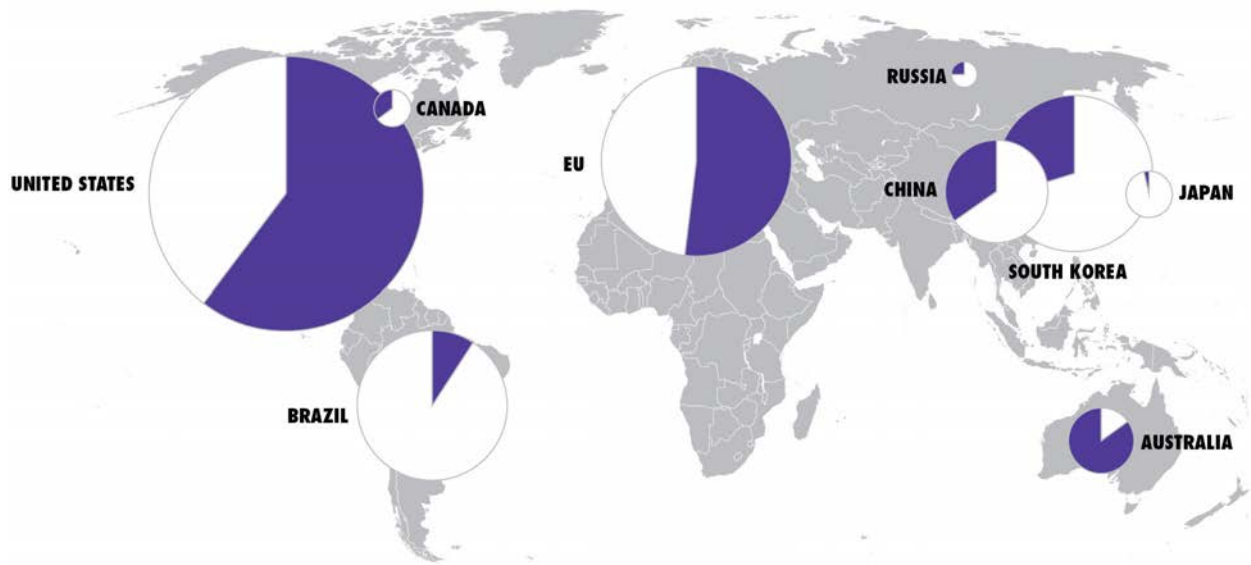 RUSSIA
CANADA
EU
UNITED STATES
CHINA
JAPAN
SOUTH KOREA
BRAZIL
AUSTRALIA